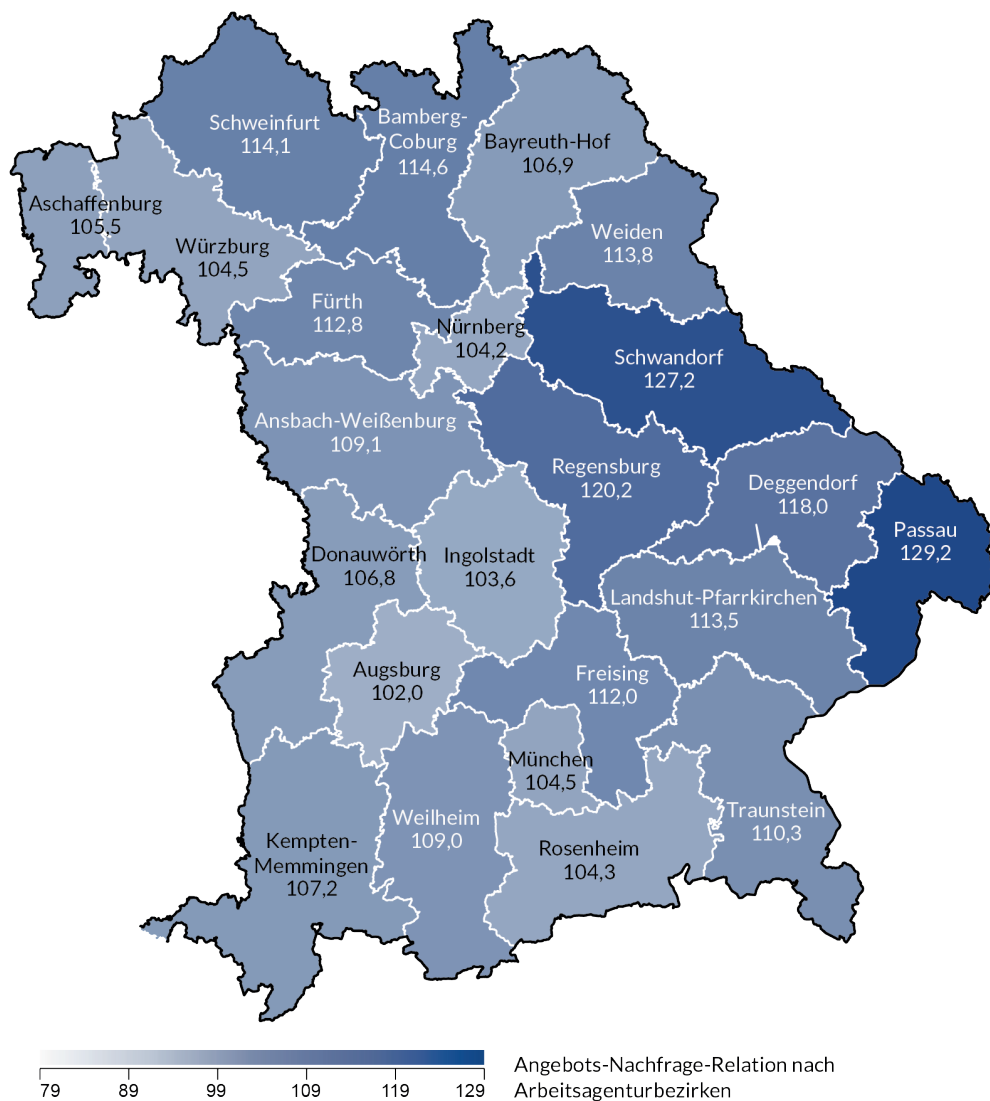 Schweinfurt
114,1
Bamberg-
Coburg
114,6
Bayreuth-Hof
106,9
Aschaffenburg
105,5
Würzburg
104,5
Weiden
113,8
Fürth
112,8
Nürnberg
104,2
Schwandorf
127,2
Ansbach-Weißenburg
109,1
Regensburg
120,2
Deggendorf
118,0
Passau
129,2
Donauwörth
106,8
Ingolstadt
103,6
Landshut-Pfarrkirchen
113,5
Augsburg
102,0
Freising
112,0
München
104,5
Weilheim
109,0
Traunstein
110,3
Kempten-
Memmingen
107,2
Rosenheim
104,3
79 89 99 109 119 129
Angebots-Nachfrage-Relation nach
Arbeitsagenturbezirken